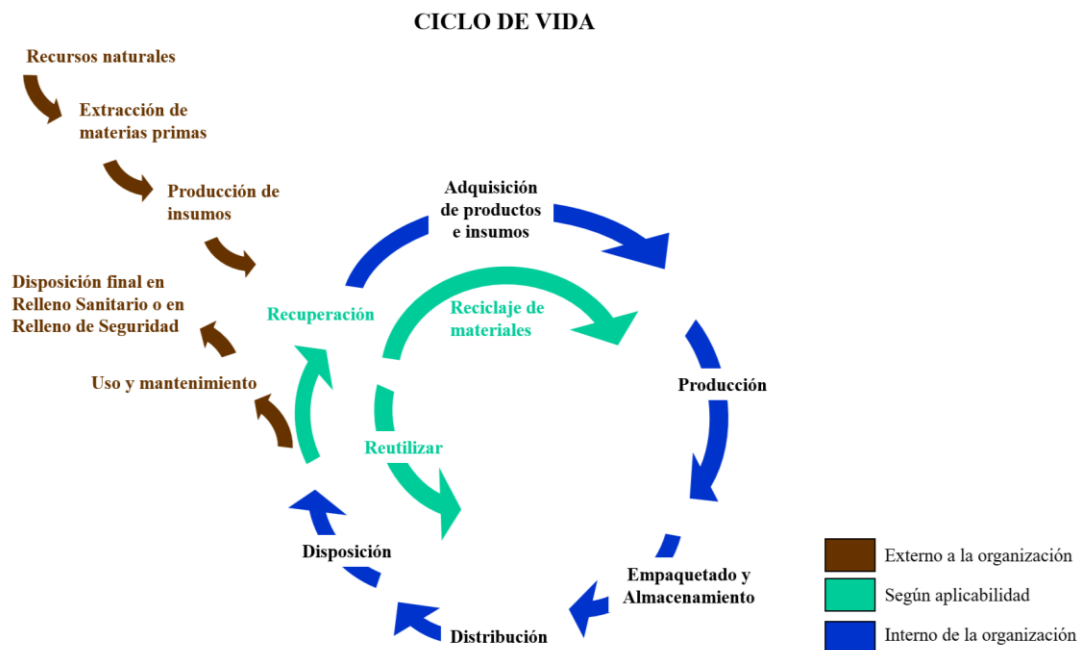 CICLO DE VIDA
Recursos naturales
Extracción de
materias primas
Producción de
insumos
Adquisición
de productos
e insumos
Disposición final en
Relleno Sanitario o en
Relleno de Seguridad
Recuperación
Reciclaje de
materiales
Uso y mantenimiento
Producción
Reutilizar
Disposición
Empaquetado y
Almacenamiento
Distribución
Externo a la organización
Según aplicabilidad
Interno de la organización